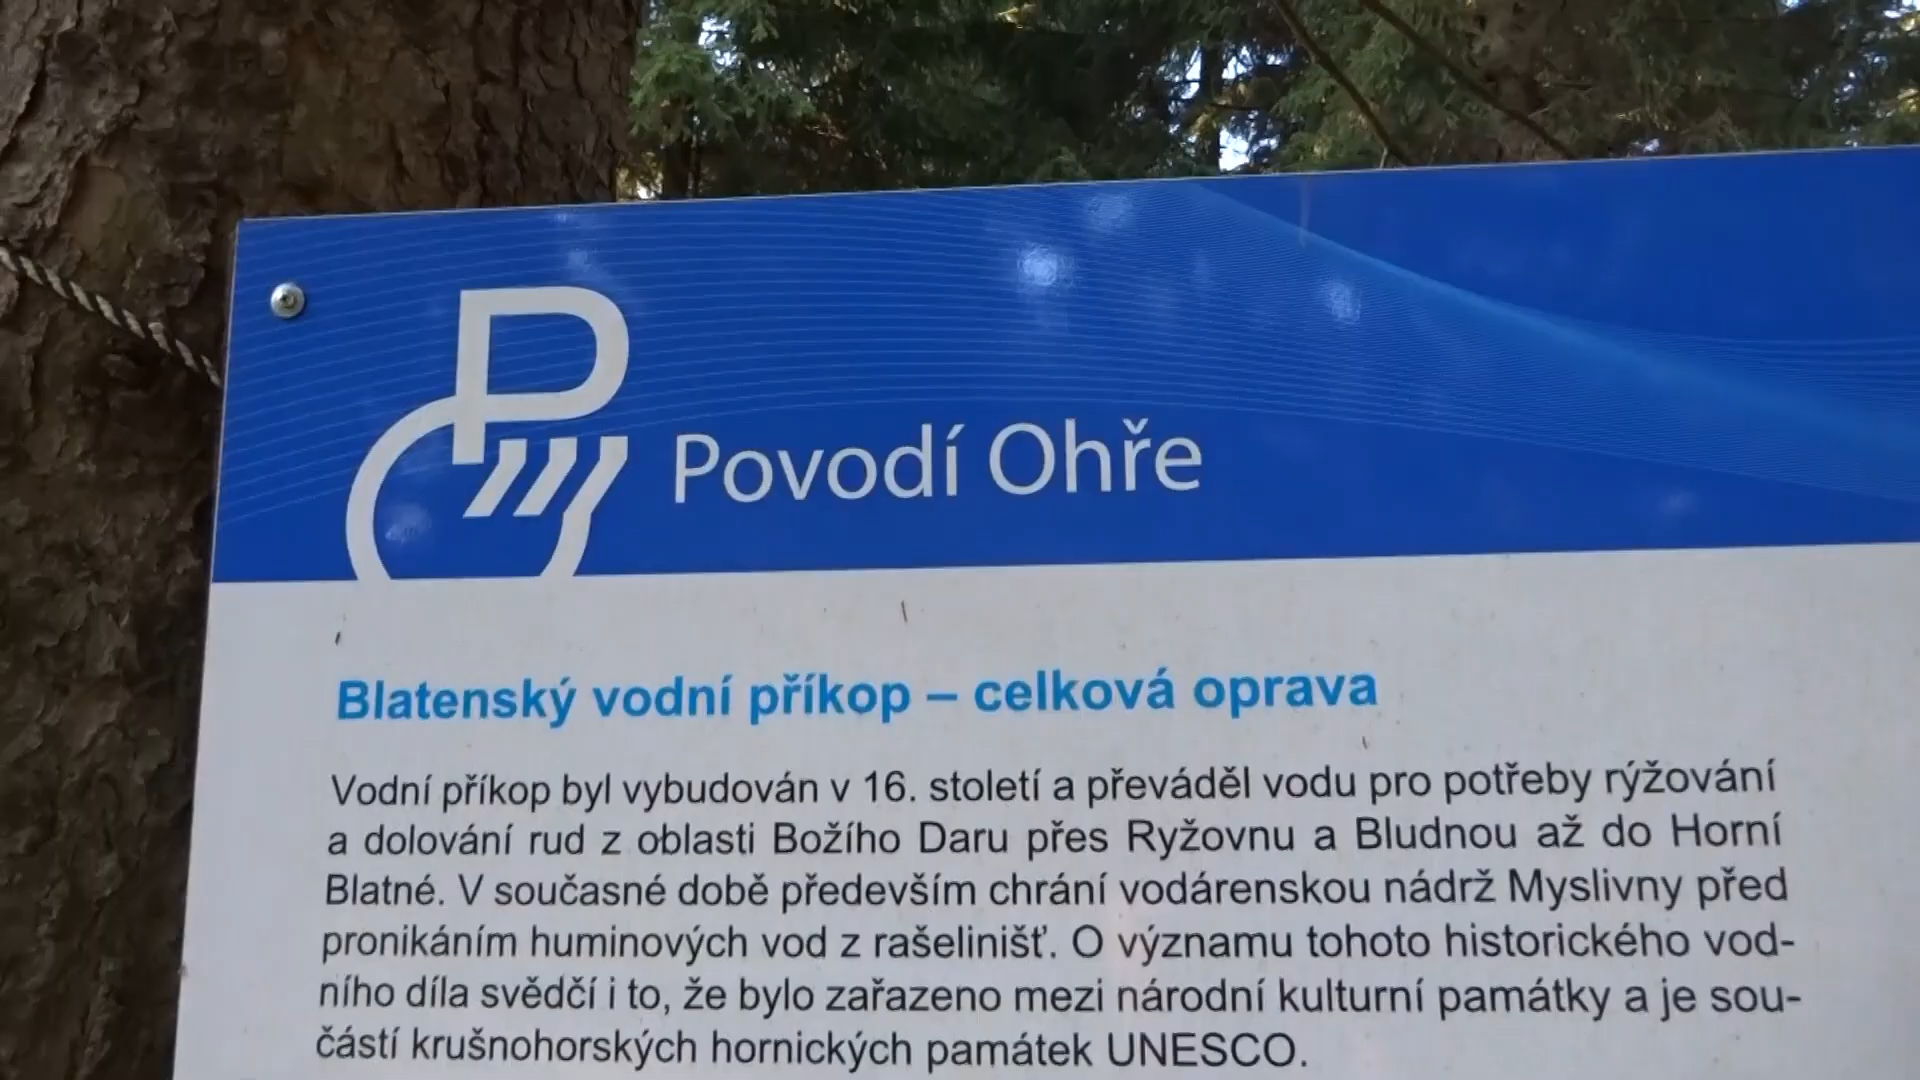 Povodí Ohře
Blatenský vodní příkop – celková oprava
Vodní příkop byl vybudován v 16. století a převáděl vodu pro potřeby rýžování
a dolování rud z oblasti Božího Daru přes Ryžovnu a Bludnou až do Horní
Blatné. V současné době především chrání vodárenskou nádrž Myslivny před
pronikáním huminových vod z rašelinišť. O významu tohoto historického vod-
ního díla svědčí i to, že bylo zařazeno mezi národní kulturní památky a je sou-
částí krušnohorských hornických památek UNESCO.